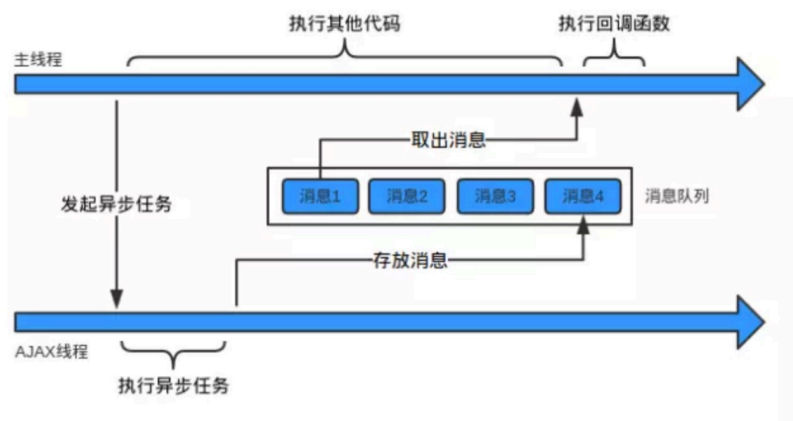 执行其他代码
执行回调函数
主线程
取出消息
消息1
消息2
消息3
消息4
消息队列
发起异步任务
存放消息
AJAX线程
执行异步任务